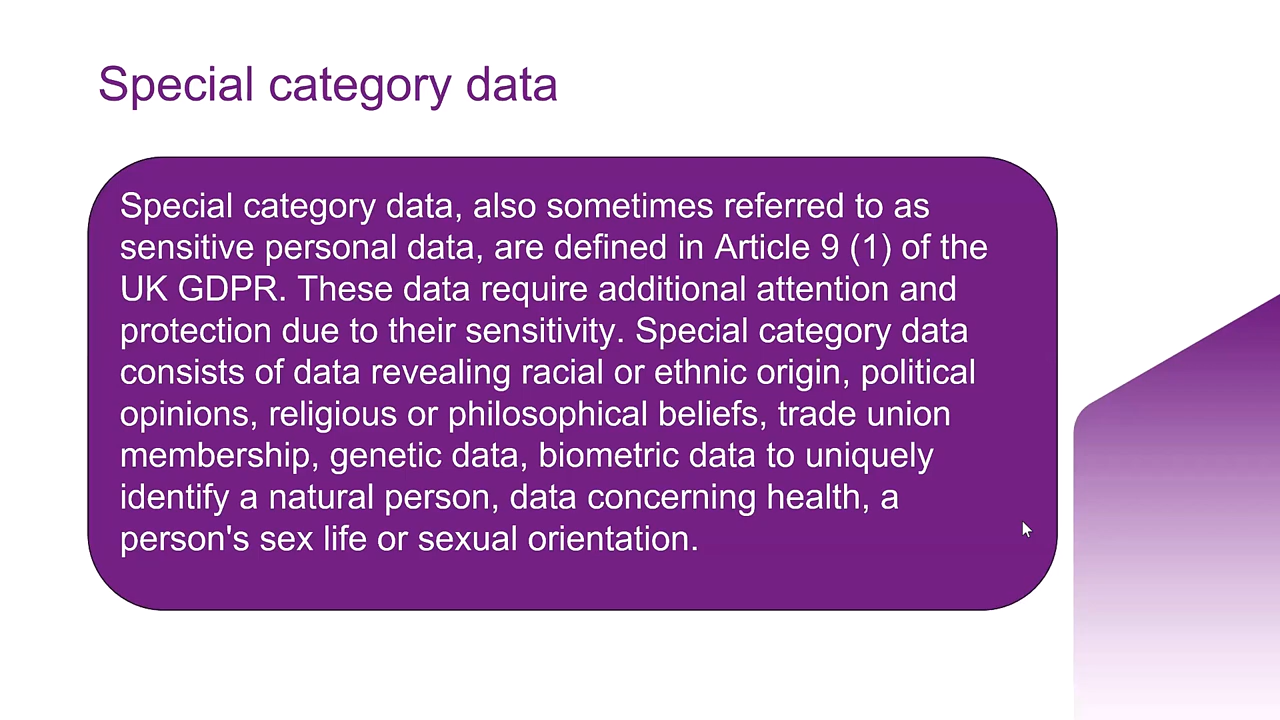 Special category data
Special category data, also sometimes referred to as
sensitive personal data, are defined in Article 9 (1) of the
UK GDPR. These data require additional attention and
protection due to their sensitivity. Special category data
consists of data revealing racial or ethnic origin, political
opinions, religious or philosophical beliefs, trade union
membership, genetic data, biometric data to uniquely
identify a natural person, data concerning health, a
person's sex life or sexual orientation.